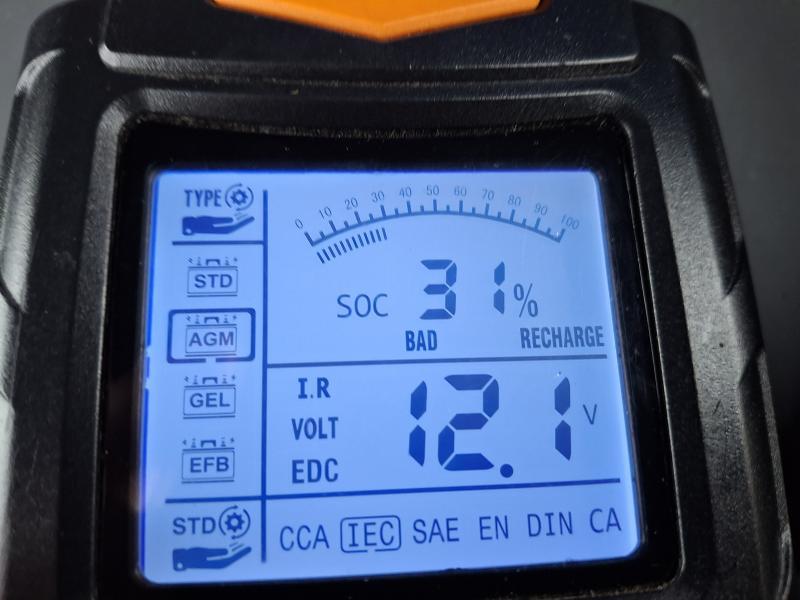 TYPE
STD
AGM
GEL
EFB
STD
0 10 20 30 40 50 60 70 80 90 100
SOC 31%
BAD RECHARGE
I.R
VOLT 12.1 V
EDC
CCA IEC SAE EN DIN CA